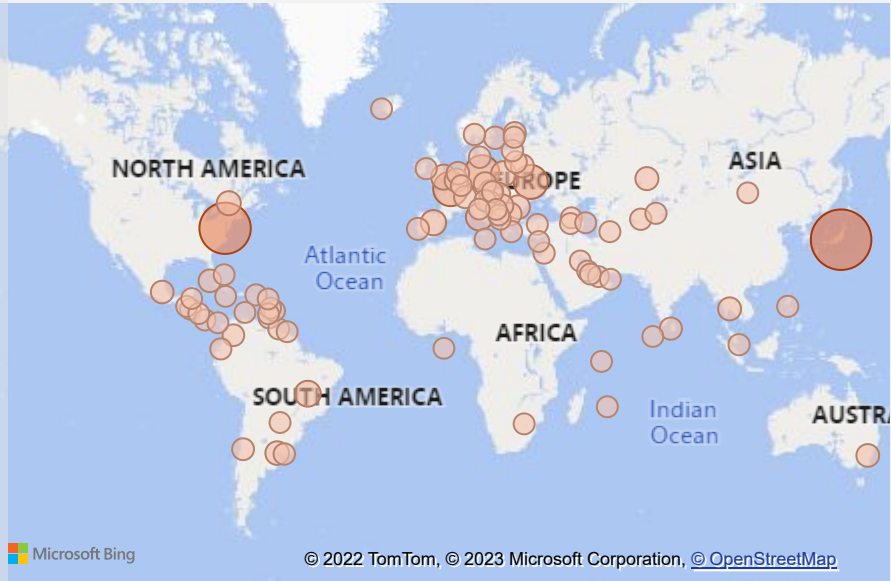 NORTH AMERICA
ASIA
EUROPE
Atlantic
Ocean
AFRICA
SOUTH AMERICA
Indian
Ocean
AUSTRA
Microsoft Bing
© 2022 TomTom, © 2023 Microsoft Corporation, © OpenStreetMap